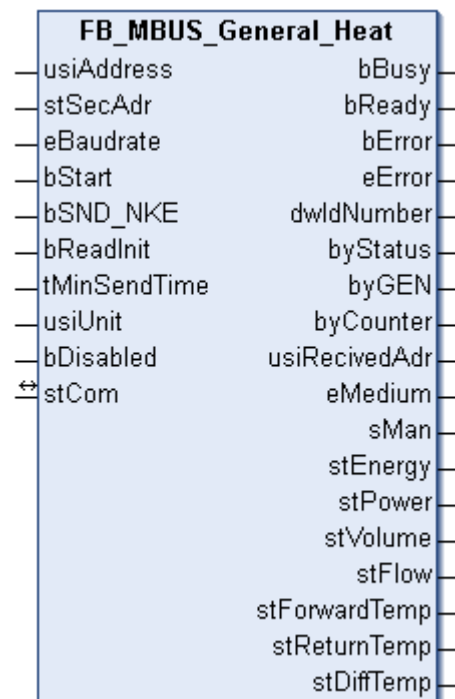 FB_MBUS_General_Heat
usiAddress bBusy
stSecAdr bReady
eBaudrate bError
bStart eError
bSND_NKE dwIdNumber
bReadInit byStatus
tMinSendTime byGEN
usiUnit byCounter
bDisabled usiRecivedAdr
stCom eMedium
sMan
stEnergy
stPower
stVolume
stFlow
stForwardTemp
stReturnTemp
stDiffTemp